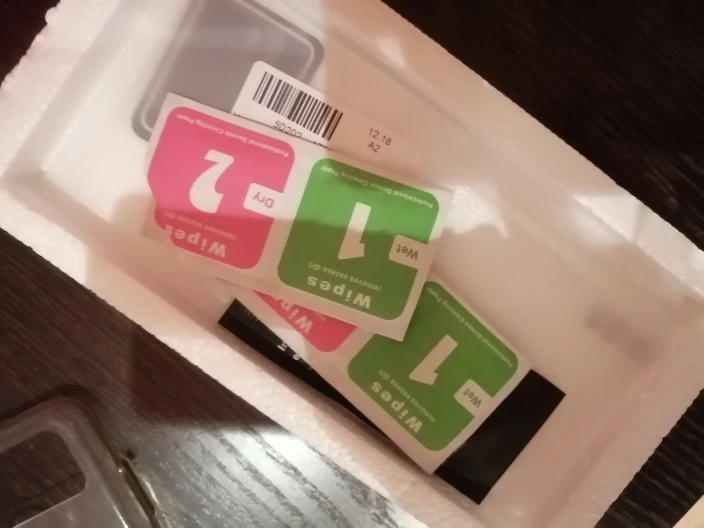 12 18
A2
Professional Screen Cleaning Paper
2
Dry
removes excess dirt
Wipes
Professional Screen Cleaning Paper
1
Wet
removes excess dirt
Wipes
Wipes
Professional Screen Cleaning Paper
1
Wet
removes excess dirt
Wipes